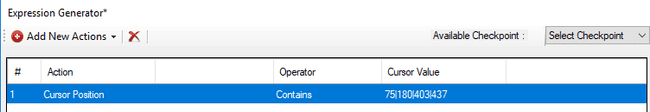 Expression Generator*
Add New Actions Available Checkpoint : Select Checkpoint
# Action Operator Cursor Value
1 Cursor Position Contains 75|180|403|437